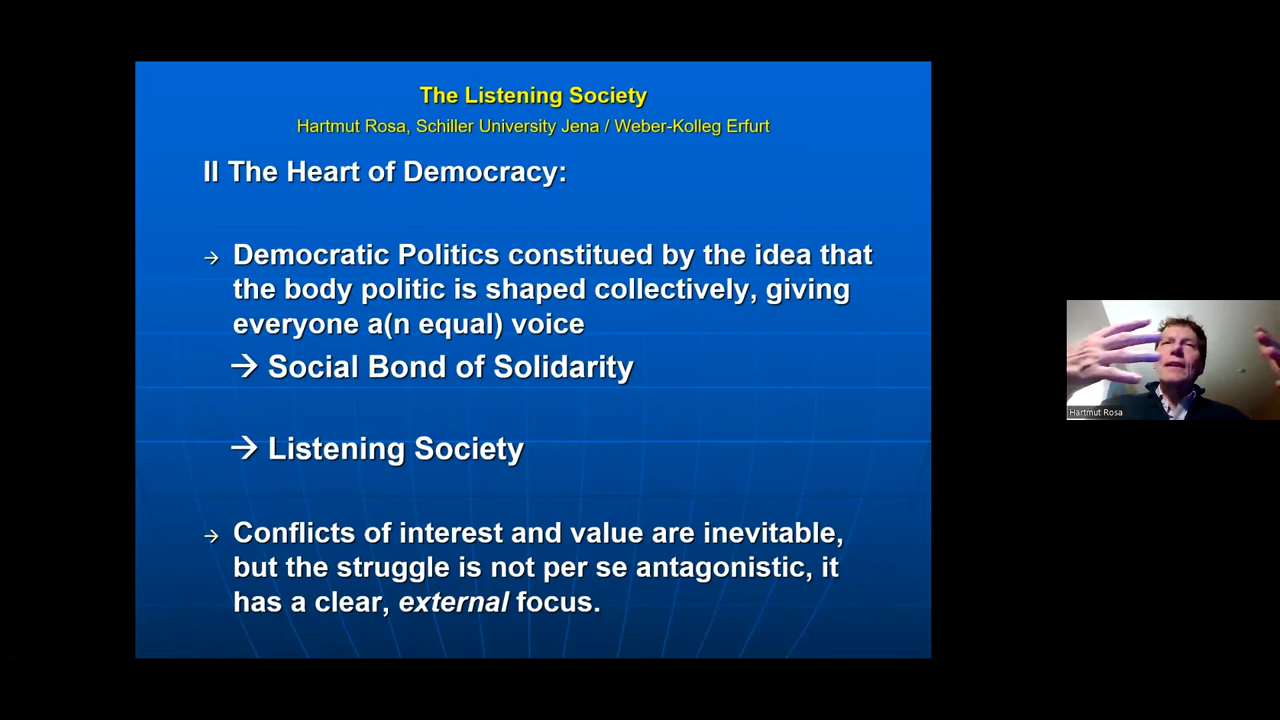 The Listening Society
Hartmut Rosa, Schiller University Jena / Weber-Kolleg Erfurt
II The Heart of Democracy:
→ Democratic Politics constitued by the idea that
the body politic is shaped collectively, giving
everyone a(n equal) voice
→ Social Bond of Solidarity
→ Listening Society
→ Conflicts of interest and value are inevitable,
but the struggle is not per se antagonistic, it
has a clear, external focus.
Hartmut Rosa